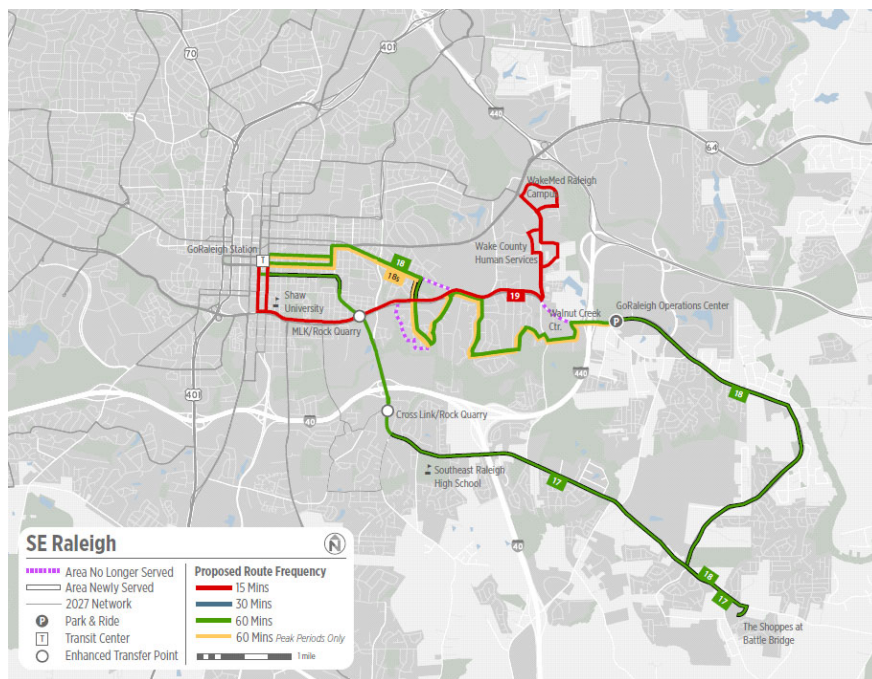 401
70
440
64
WakeMed Raleigh
Campus
GoRaleigh Station
T
18
18s
Wake County
Human Services
Shaw
University
19
GoRaleigh Operations Center
MLK/Rock Quarry
Walnut Creek
Ctr.
P
440
401
40
Cross Link/Rock Quarry
18
Southeast Raleigh
High School
17
40
18
17
The Shoppes at
Battle Bridge
SE Raleigh
N
Area No Longer Served
Area Newly Served
2027 Network
P Park & Ride
T Transit Center
Enhanced Transfer Point
Proposed Route Frequency
15 Mins
30 Mins
60 Mins
60 Mins Peak Periods Only
1 mile